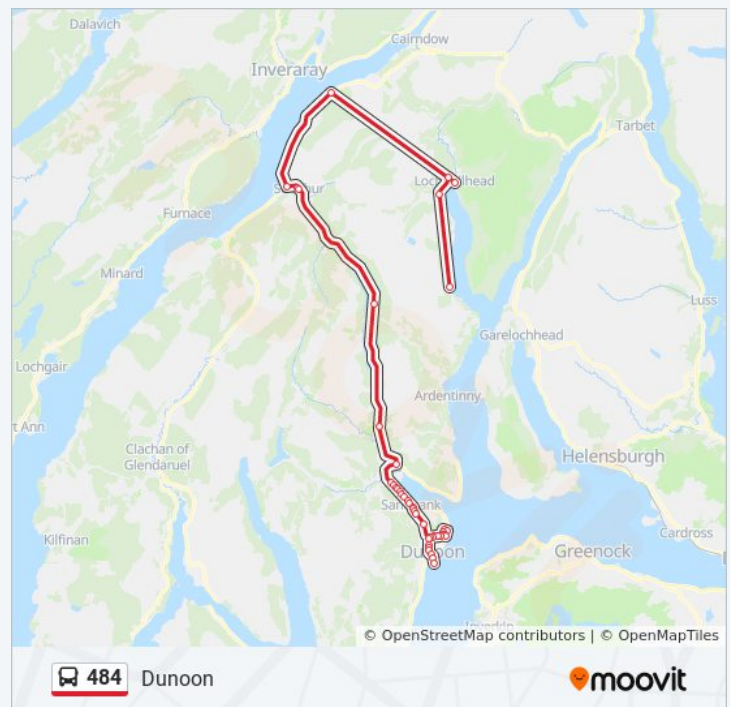 Dalavich
Cairndow
Inveraray
Tarbet
Furnace
Minard
Luss
Garelochhead
Lochgair
Ardentinny
Clachan of
Glendaruel
Helensburgh
Cardross
Kilfinan
Greenock
© OpenStreetMap contributors | © OpenMapTiles
484 Dunoon
moovit